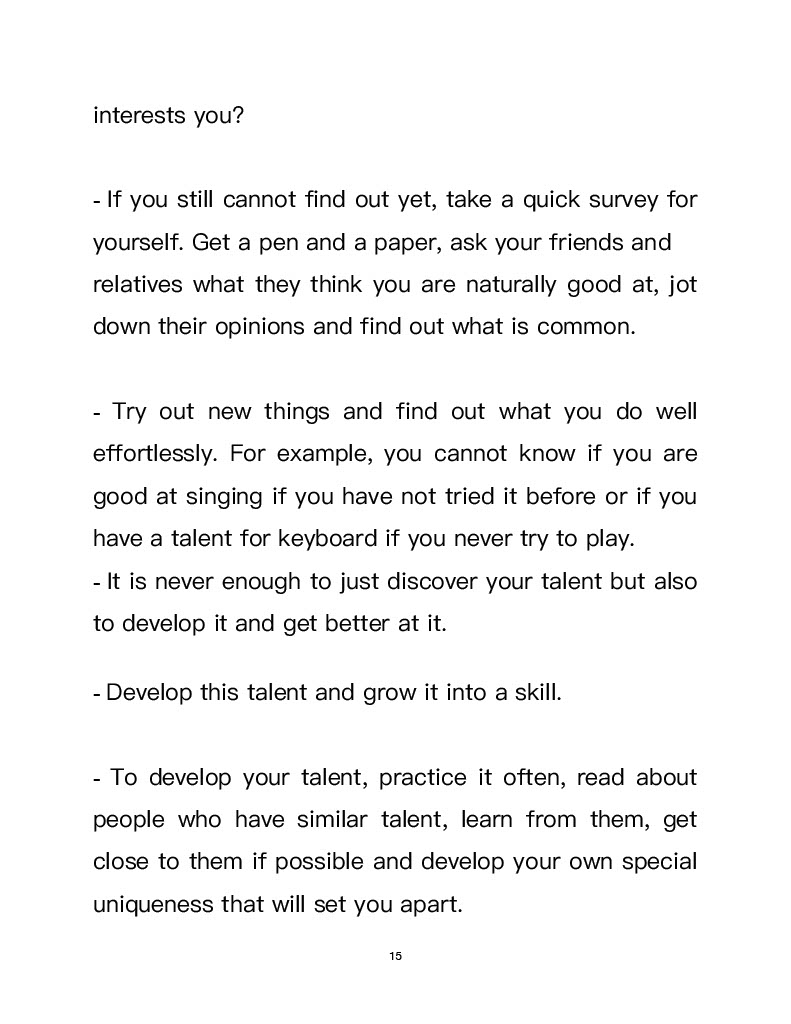 interests you?
- If you still cannot find out yet, take a quick survey for
yourself. Get a pen and a paper, ask your friends and
relatives what they think you are naturally good at, jot
down their opinions and find out what is common.
- Try out new things and find out what you do well
effortlessly. For example, you cannot know if you are
good at singing if you have not tried it before or if you
have a talent for keyboard if you never try to play.
- It is never enough to just discover your talent but also
to develop it and get better at it.
- Develop this talent and grow it into a skill.
- To develop your talent, practice it often, read about
people who have similar talent, learn from them, get
close to them if possible and develop your own special
uniqueness that will set you apart.
15